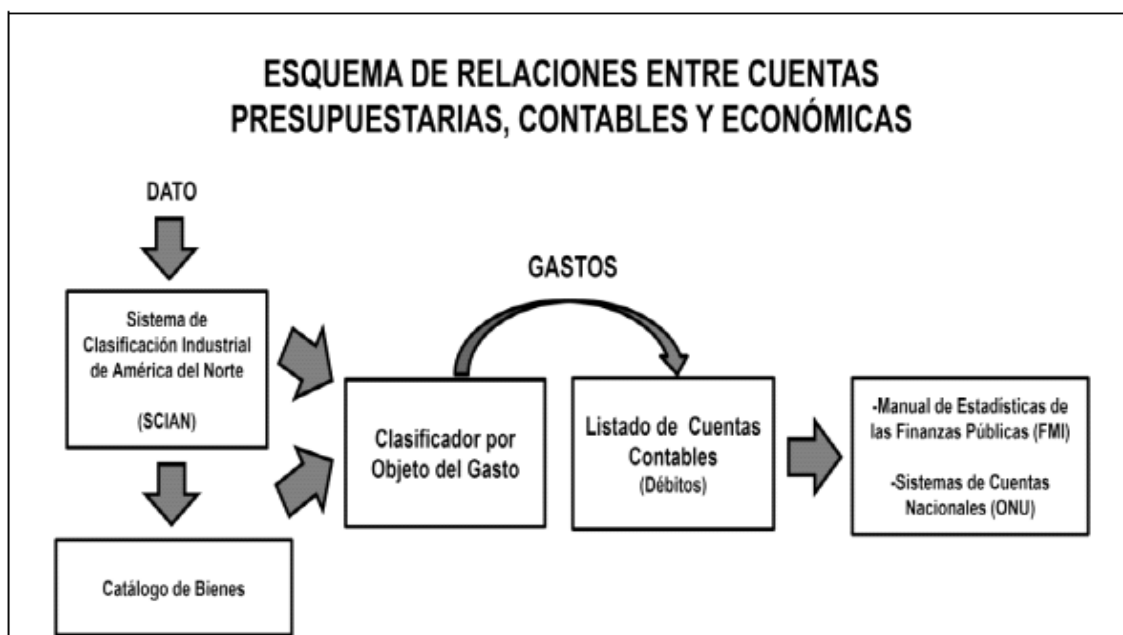 ESQUEMA DE RELACIONES ENTRE CUENTAS
PRESUPUESTARIAS, CONTABLES Y ECONÓMICAS
DATO
Sistema de
Clasificación Industrial
de América del Norte
(SCIAN)
Catálogo de Bienes
GASTOS
Clasificador por
Objeto del Gasto
Listado de Cuentas
Contables
(Débitos)
-Manual de Estadísticas de
las Finanzas Públicas (FMI)
-Sistemas de Cuentas
Nacionales (ONU)